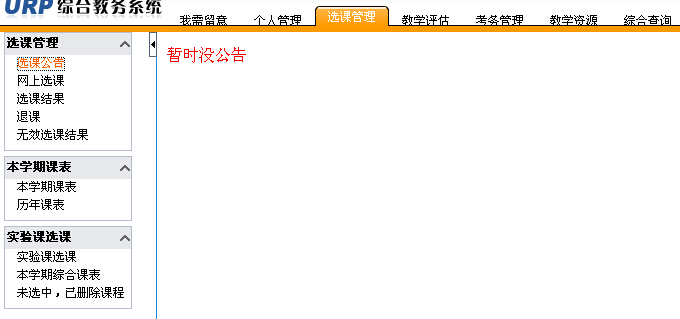 URP综合教务系统
我需留意 个人管理 选课管理 教学评估 考务管理 教学资源 综合查询
选课管理
选课公告
网上选课
选课结果
退课
无效选课结果
本学期课表
本学期课表
历年课表
实验课选课
实验课选课
本学期综合课表
未选中，已删除课程
暂时没公告